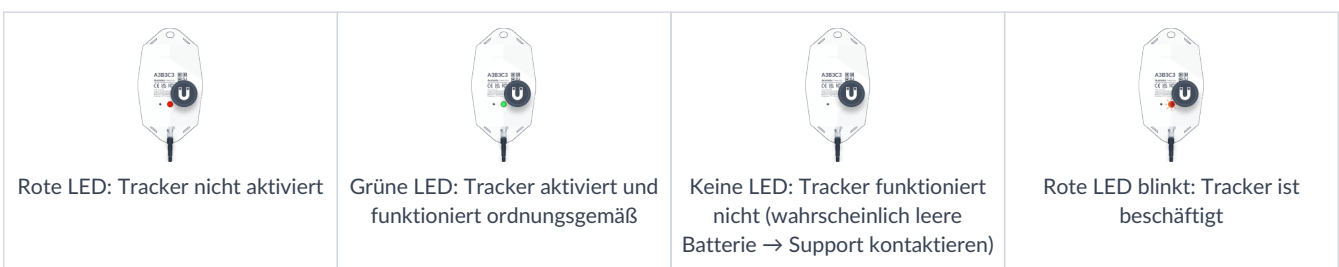 A3B3C3
A3B3C3
A3B3C3
A3B3C3
Rote LED: Tracker nicht aktiviert
Grüne LED: Tracker aktiviert und
funktioniert ordnungsgemäß
Keine LED: Tracker funktioniert
nicht (wahrscheinlich leere
Batterie → Support kontaktieren)
Rote LED blinkt: Tracker ist
beschäftigt